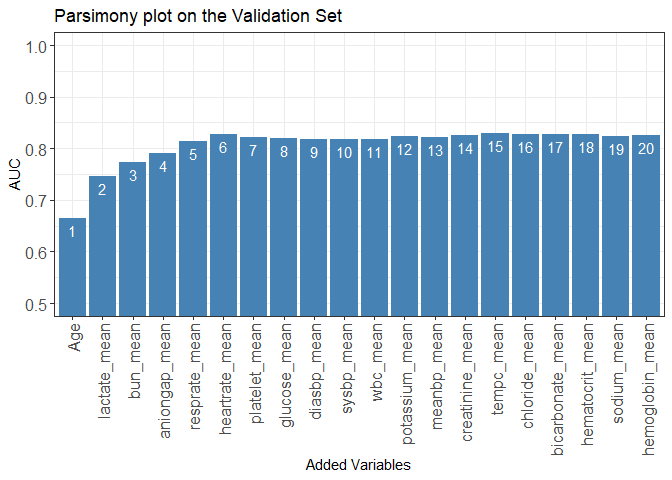 Parsimony plot on the Validation Set
AUC
1.0
0.9
0.8
0.7
0.6
0.5
1
2
3
4
5
6
7
8
9
10
11
12
13
14
15
16
17
18
19
20
Age
lactate_mean
bun_mean
aniongap_mean
resprate_mean
heartrate_mean
platelet_mean
glucose_mean
diasbp_mean
sysbp_mean
wbc_mean
potassium_mean
meanbp_mean
creatinine_mean
tempc_mean
chloride_mean
bicarbonate_mean
hematocrit_mean
sodium_mean
hemoglobin_mean
Added Variables